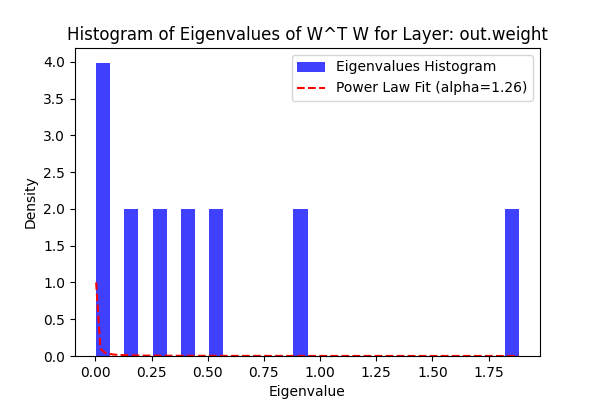 Histogram of Eigenvalues of W^T W for Layer: out.weight
Eigenvalues Histogram
Power Law Fit (alpha=1.26)
Density
4.0
3.5
3.0
2.5
2.0
1.5
1.0
0.5
0.0
0.00 0.25 0.50 0.75 1.00 1.25 1.50 1.75
Eigenvalue